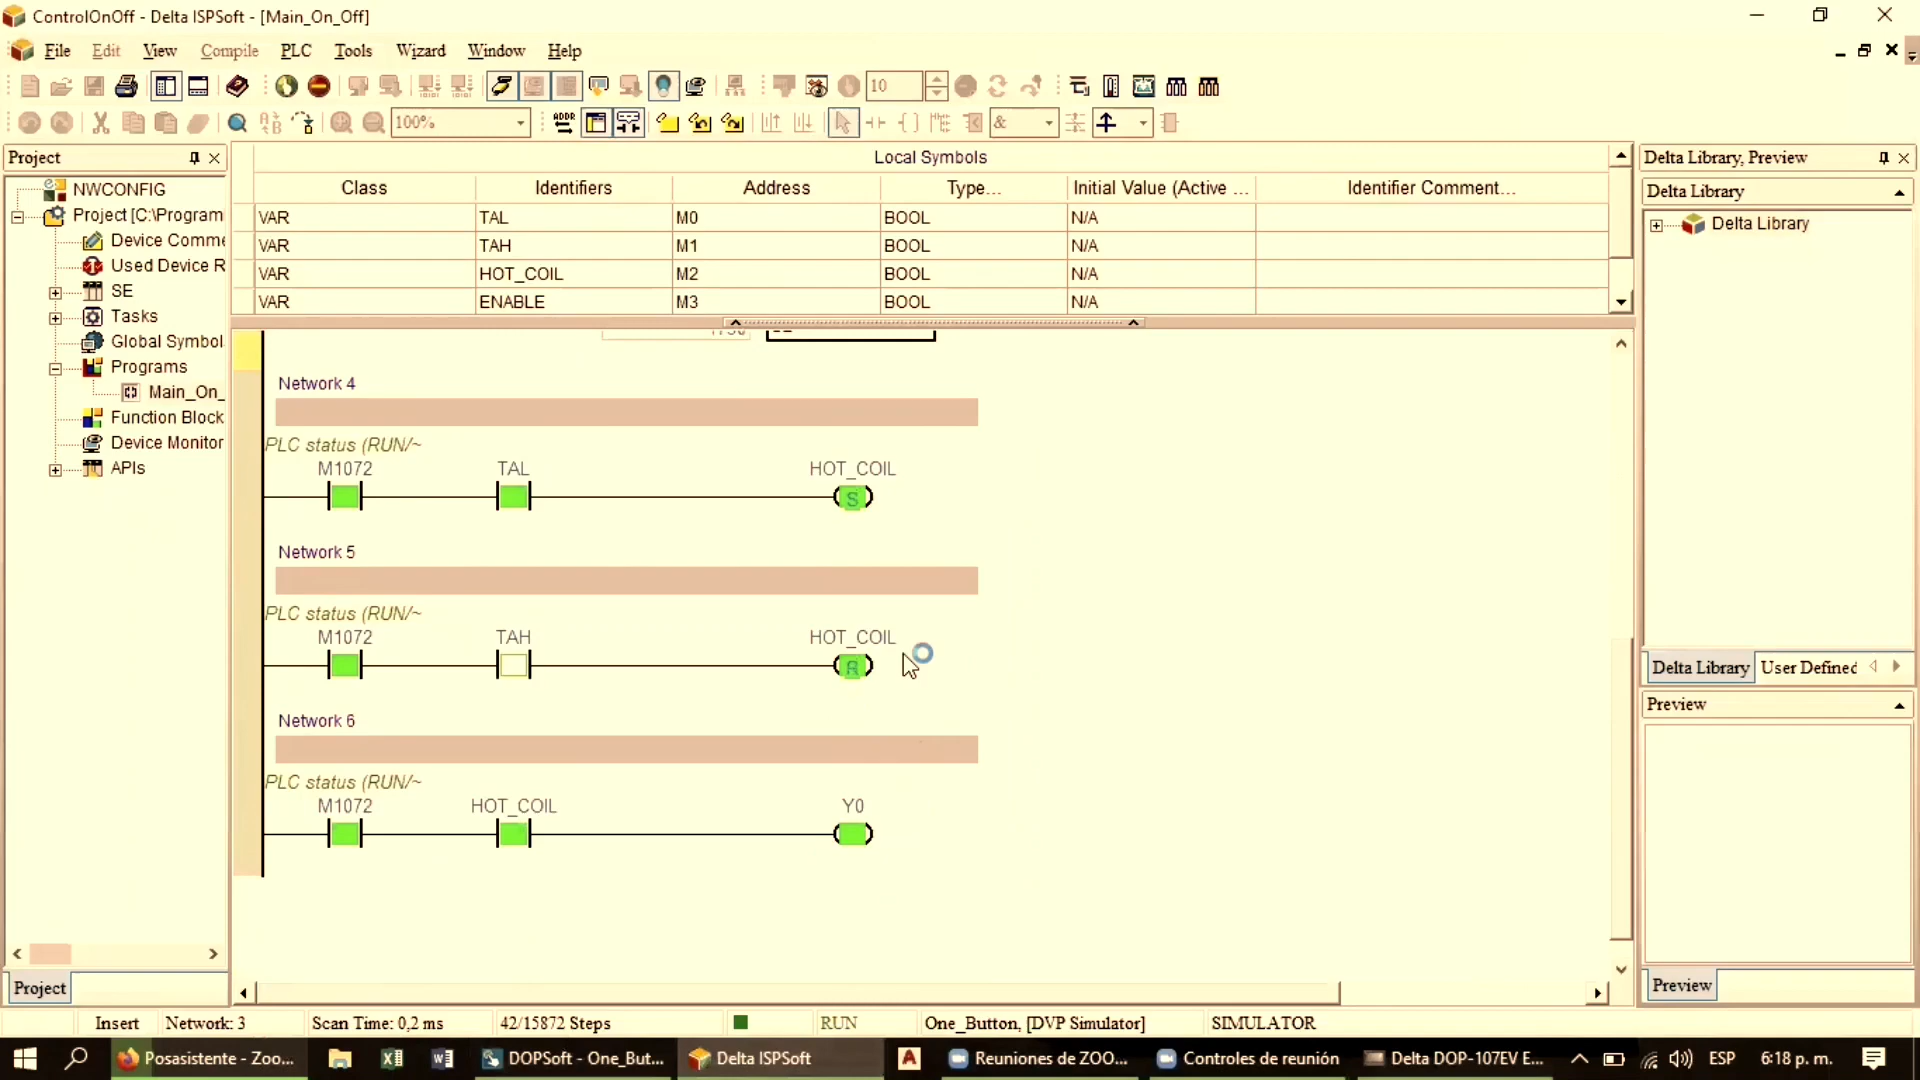 ControlOnOff - Delta ISPSoft - [Main_On_Off]
File Edit View Compile PLC Tools Wizard Window Help
10
100%
ADDR
&
Project
NWCONFIG
Project [C:\Program
Device Comme
Used Device R
SE
Tasks
Global Symbol
Programs
Main_On_
Function Block
Device Monitor
APIs
Project
Local Symbols
Class Identifiers Address Type... Initial Value (Active ... Identifier Comment...
VAR TAL M0 BOOL N/A
VAR TAH M1 BOOL N/A
VAR HOT_COIL M2 BOOL N/A
VAR ENABLE M3 BOOL N/A
Network 4
PLC status (RUN/~
M1072 TAL HOT_COIL
S
Network 5
PLC status (RUN/~
M1072 TAH HOT_COIL
R
Network 6
PLC status (RUN/~
M1072 HOT_COIL Y0
Delta Library, Preview
Delta Library
Delta Library
Delta Library User Defined
Preview
Preview
Insert Network: 3 Scan Time: 0,2 ms 42/15872 Steps RUN One_Button, [DVP Simulator] SIMULATOR
Posasistente - Zoo... DOPSoft - One_But... Delta ISPSoft Reuniones de ZOO... Controles de reunión Delta DOP-107EV E... ESP 6:18 p. m.